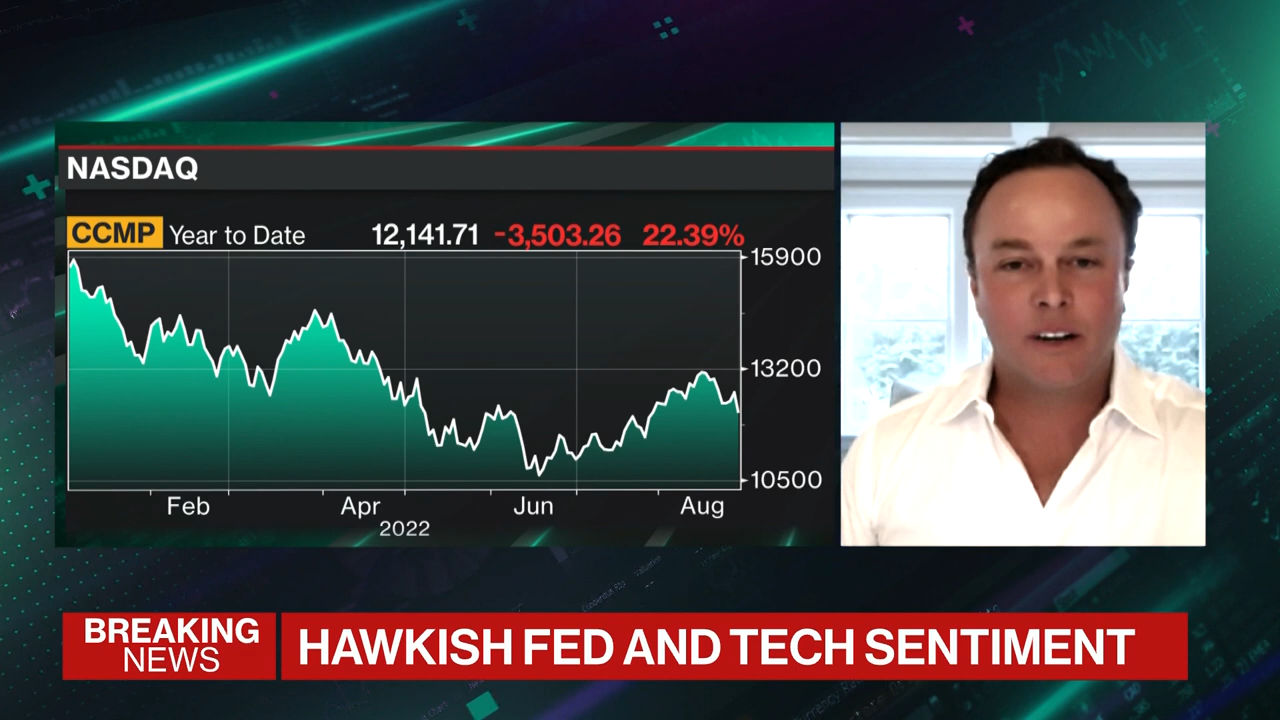 NASDAQ
CCMP Year to Date 12,141.71 -3,503.26 22.39%
15900
13200
10500
Feb Apr Jun Aug
2022
BREAKING
NEWS
HAWKISH FED AND TECH SENTIMENT